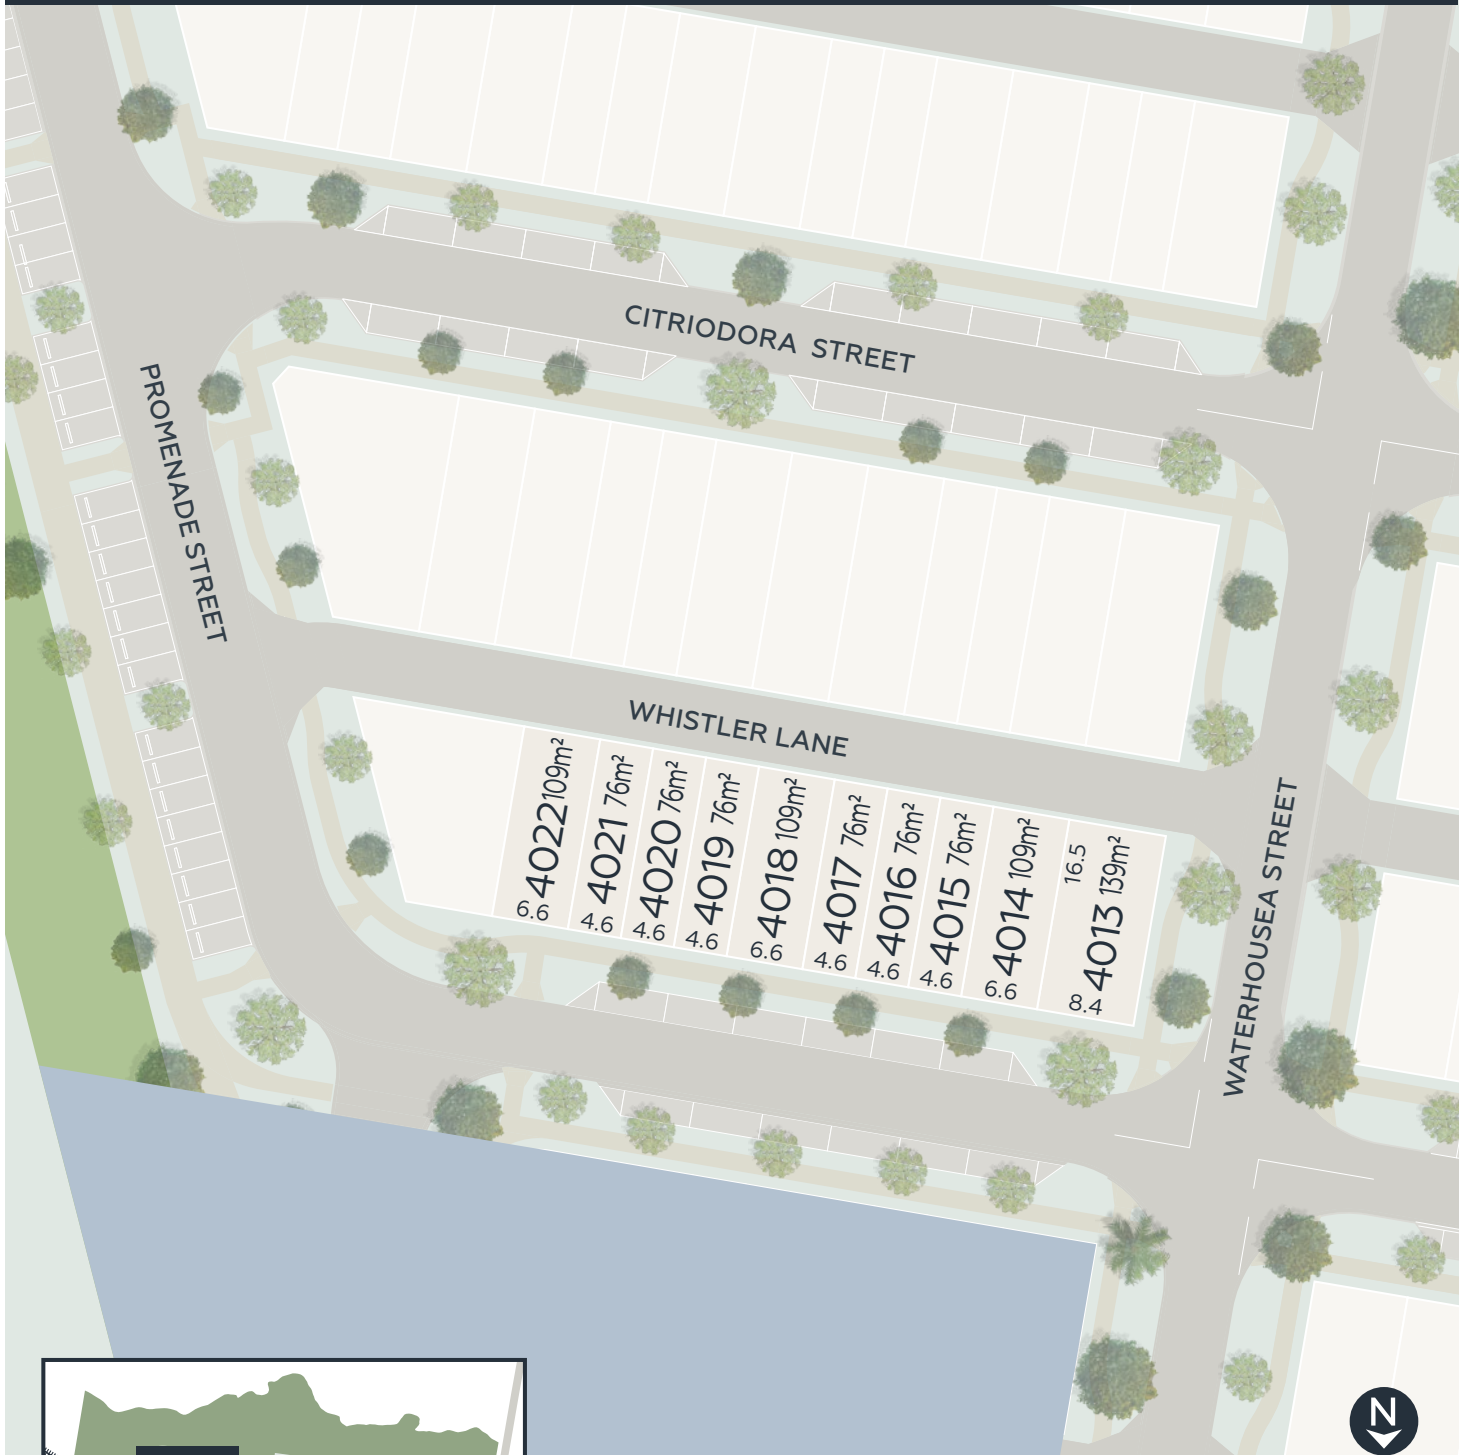 CITRIODORA STREET
PROMENADE STREET
WHISTLER LANE
WATERHOUSEA STREET
4022 109m²
6.6
4021 76m²
4.6
4020 76m²
4.6
4019 76m²
4.6
4018 109m²
6.6
4017 76m²
4.6
4016 76m²
4.6
4015 76m²
4.6
4014 109m²
6.6
16.5
4013 139m²
8.4
N